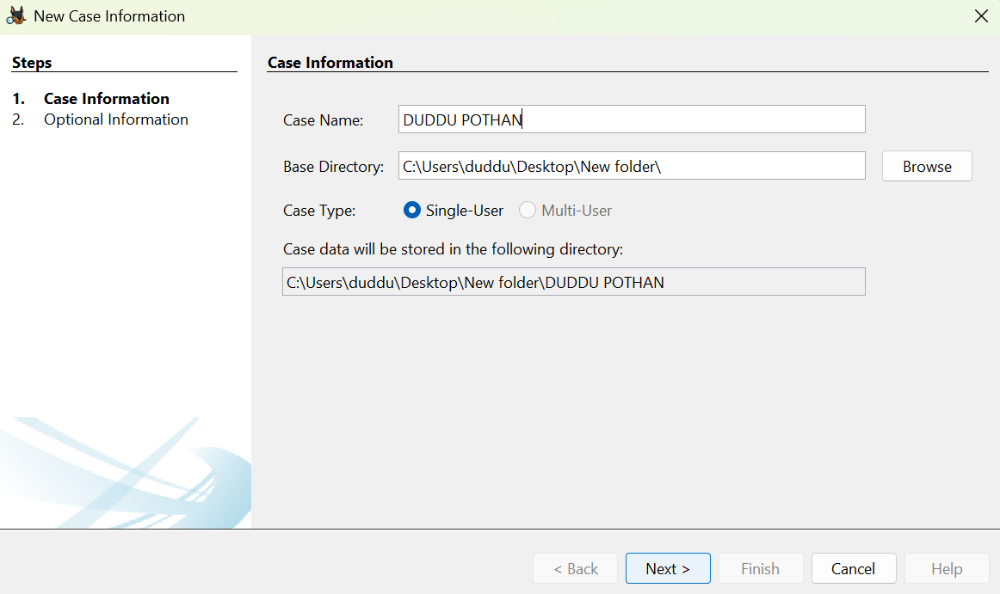 New Case Information
Steps
1. Case Information
2. Optional Information
Case Information
Case Name: DUDDU POTHAN
Base Directory: C:\Users\duddu\Desktop\New folder\ Browse
Case Type: Single-User Multi-User
Case data will be stored in the following directory:
C:\Users\duddu\Desktop\New folder\DUDDU POTHAN
< Back Next > Finish Cancel Help